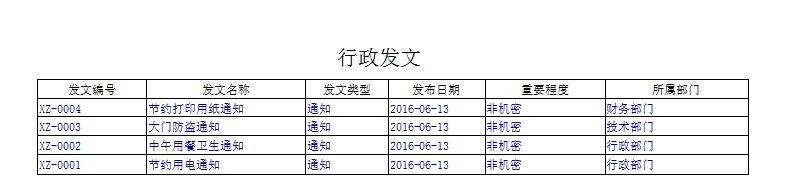 行政发文
发文编号 发文名称 发文类型 发布日期 重要程度 所属部门
XZ-0004 节约打印用纸通知 通知 2016-06-13 非机密 财务部门
XZ-0003 大门防盗通知 通知 2016-06-13 非机密 技术部门
XZ-0002 中午用餐卫生通知 通知 2016-06-13 非机密 行政部门
XZ-0001 节约用电通知 通知 2016-06-13 非机密 行政部门